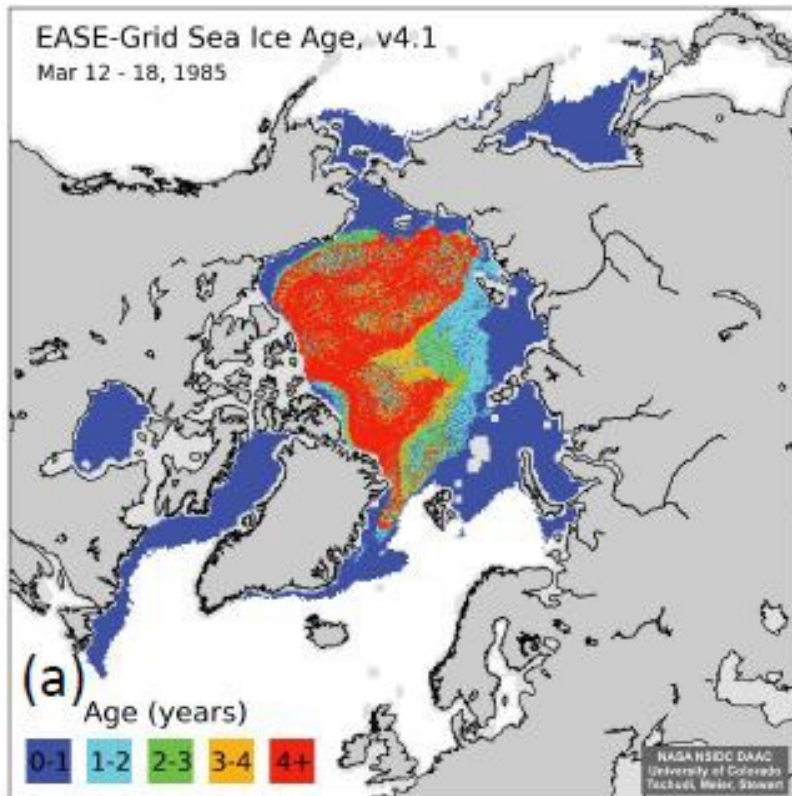 EASE-Grid Sea Ice Age, v4.1
Mar 12 - 18, 1985
(a)
Age (years)
0-1 1-2 2-3 3-4 4+
NASA NSIDC DAAC
University of Colorado
Tschudi, Meier, Stewart